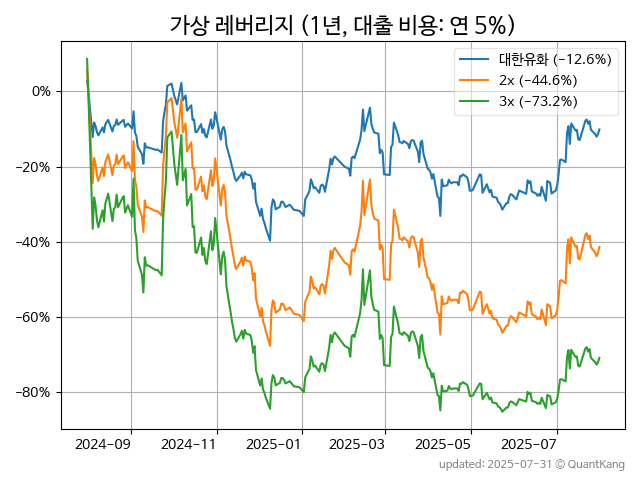 가상 레버리지 (1년, 대출 비용: 연 5%)
대한유화 (−12.6%)
2x (−44.6%)
3x (−73.2%)
0%
−20%
−40%
−60%
−80%
2024−09 2024−11 2025−01 2025−03 2025−05 2025−07
updated: 2025-07-31 © QuantKang